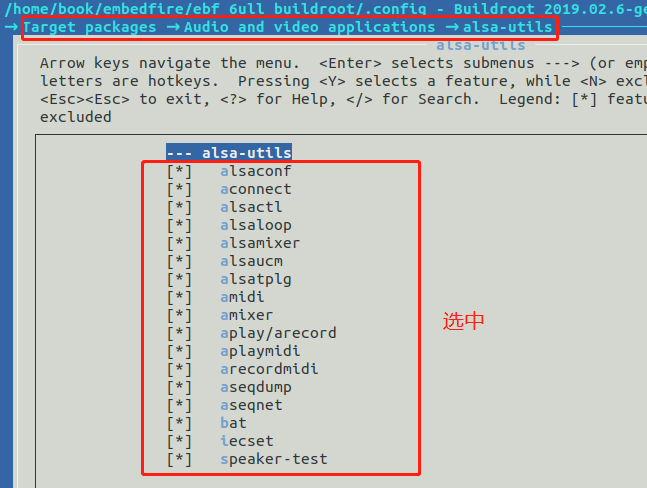 /home/book/embedfire/ebf 6ull buildroot/.config - Buildroot 2019.02.6-ge
→Target packages →Audio and video applications →alsa-utils
alsa-utils
Arrow keys navigate the menu.  <Enter> selects submenus ---> (or emp
letters are hotkeys.  Pressing <Y> selects a feature, while <N> excl
<Esc><Esc> to exit, <?> for Help, </> for Search.  Legend: [*] featu
excluded
--- alsa-utils
[*]   alsaconf
[*]   aconnect
[*]   alsactl
[*]   alsaloop
[*]   alsamixer
[*]   alsaucm
[*]   alsatplg
[*]   amidi
[*]   amixer
选中
[*]   aplay/arecord
[*]   aplaymidi
[*]   arecordmidi
[*]   aseqdump
[*]   aseqnet
[*]   bat
[*]   iecset
[*]   speaker-test